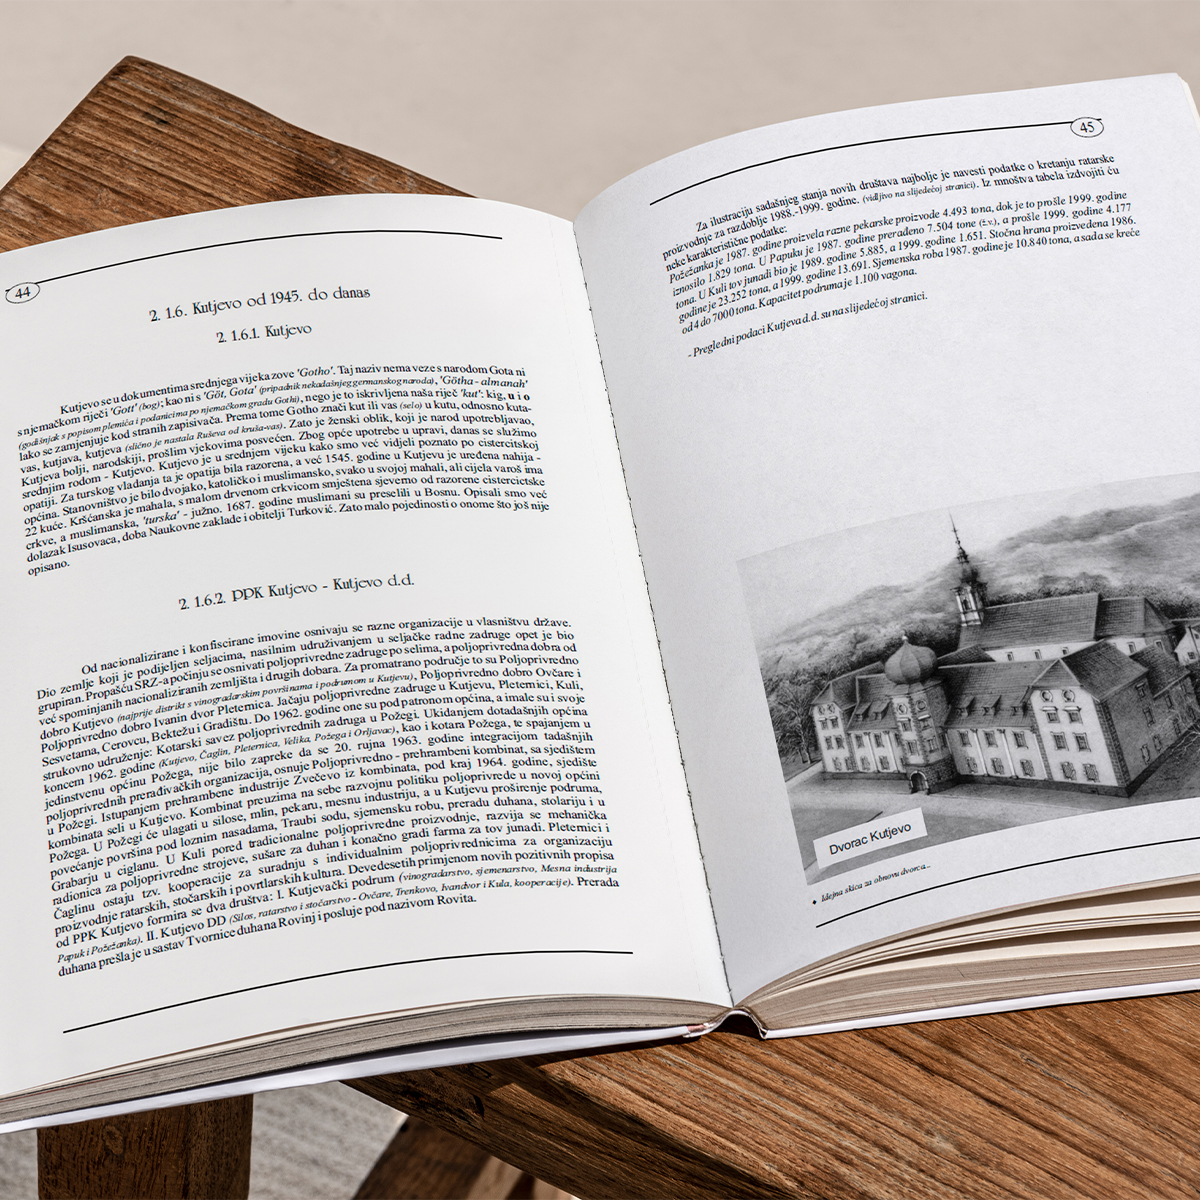 44
2. 1.6. Kutjevo od 1945. do danas
2. 1.6.1. Kutjevo
Kutjevo se u dokumentima srednjega vijeka zove 'Gotho'. Taj naziv nema veze s narodom Gota ni
s njemačkom riječi 'Gott' (bog); kao ni s 'Gōt, Gota' (pripadnik nekadašnjeg germanskog naroda), 'Götha - almanah'
(godišnjak s popisom plemića i podanicima po njemačkom gradu Gothi), nego je to iskrivljena naša riječ 'kut': kig, u i o
lako se zamjenjuje kod stranih zapisivača. Prema tome Gotho znači kut ili vas (selo) u kutu, odnosno kuta-
vas, kutjava, kutjeva (slično je nastala Ruševa od kruša-vas). Zato je ženski oblik, koji je narod upotrebljavao,
Kutjeva bolji, narodskiji, prošlim vjekovima posvećen. Zbog opće upotrebe u upravi, danas se služimo
srednjim rodom - Kutjevo. Kutjevo je u srednjem vijeku kako smo već vidjeli poznato po cistercitskoj
opatiji. Za turskog vladanja ta je opatija bila razorena, a već 1545. godine u Kutjevu je uređena nahija -
općina. Stanovništvo je bilo dvojako, katoličko i muslimansko, svako u svojoj mahali, ali cijela varoš ima
22 kuće. Kršćanska je mahala, s malom drvenom crkvicom smještena sjevemo od razorene cistercietske
crkve, a muslimanska, 'turska' - južno. 1687. godine muslimani su preselili u Bosnu. Opisali smo već
dolazak Isusovaca, doba Naukovne zaklade i obitelji Turković. Zato malo pojedinosti o onome što još nije
opisano.
2. 1.6.2. PPK Kutjevo - Kutjevo d.d.
Od nacionalizirane i konfiscirane imovine osnivaju se razne organizacije u vlasništvu države.
Dio zemlje koji je podijeljen seljacima, nasilnim udruživanjem u seljačke radne zadruge opet je bio
grupiran. Propašću SRZ-a počinju se osnivati poljoprivredne zadruge po selima, a poljoprivredna dobra od
već spominjanih nacionaliziranih zemljišta i drugih dobara. Za promatrano područje to su Poljoprivredno
dobro Kutjevo (najprije distrikt s vinogradarskim površinama i podrumom u Kutjevu), Poljoprivredno dobro Ovčare i
Poljoprivredno dobro Ivanin dvor Pleternica. Jačaju poljoprivredne zadruge u Kutjevu, Pleternici, Kuli,
Sesvetama, Cerovcu, Bektežu i Gradištu. Do 1962. godine one su pod patronom općina, a imale su i svoje
strukovno udruženje: Kotarski savez poljoprivrednih zadruga u Požegi. Ukidanjem dotadašnjih općina
koncem 1962. godine (Kutjevo, Čaglin, Pleternica, Velika, Požega i Orljavac), kao i kotara Požega, te spajanjem u
jedinstvenu općinu Požega, nije bilo zapreke da se 20. rujna 1963. godine integracijom tadašnjih
poljoprivrednih prerađivačkih organizacija, osnuje Poljoprivredno - prehrambeni kombinat, sa sjedištem
u Požegi. Istupanjem prehrambene industrije Zvečevo iz kombinata, pod kraj 1964. godine, sjedište
kombinata seli u Kutjevo. Kombinat preuzima na sebe razvojnu politiku poljoprivrede u novoj općini
Požega. U Požegi će ulagati u silose, mlin, pekaru, mesnu industriju, a u Kutjevu proširenje podruma,
povećanje površina pod loznim nasadama, Traubi sodu, sjemensku robu, preradu duhana, stolariju i u
Grabarju u ciglanu. U Kuli pored tradicionalne poljoprivredne proizvodnje, razvija se mehanička
radionica za poljoprivredne strojeve, sušare za duhan i konačno gradi farma za tov junadi. Pleternici i
Čaglinu ostaju tzv. kooperacije za suradnju s individualnim poljoprivrednicima za organizaciju
proizvodnje ratarskih, stočarskih i povrtlarskih kultura. Devedesetih primjenom novih pozitivnih propisa
od PPK Kutjevo formira se dva društva: I. Kutjevački podrum (vinogradarstvo, sjemenarstvo, Mesna industrija
Papuk i Požežanka). II. Kutjevo DD (Silos, ratarstvo i stočarstvo - Ovčare, Trenkovo, Ivandvor i Kula, kooperacije). Prerada
duhana prešla je u sastav Tvornice duhana Rovinj i posluje pod nazivom Rovita.
45
Za ilustraciju sadašnjeg stanja novih društava najbolje je navesti podatke o kretanju ratarske
proizvodnje za razdoblje 1988.-1999. godine. (vidljivo na slijedećoj stranici). Iz mnoštva tabela izdvojiti ću
neke karakteristične podatke:
Požežanka je 1987. godine proizvela razne pekarske proizvode 4.493 tona, dok je to prošle 1999. godine
iznosilo 1.829 tona. U Papuku je 1987. godine prerađeno 7.504 tone (ž.v.), a prošle 1999. godine 4.177
tona. U Kuli tov junadi bio je 1989. godine 5.885, a 1999. godine 1.651. Stočna hrana proizvedena 1986.
godine je 23.252 tona, a 1999. godine 13.691. Sjemenska roba 1987. godine je 10.840 tona, a sada se kreće
od 4 do 7000 tona. Kapacitet podruma je 1.100 vagona.
- Pregledni podaci Kutjeva d.d. su na slijedećoj stranici.
Dvorac Kutjevo
• Idejna skica za obnovu dvorca..